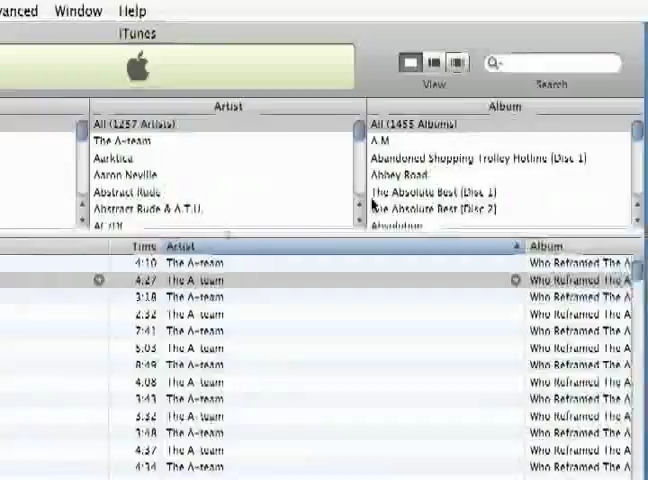 vanced Window Help
iTunes
View Search
Artist Album
All (1257 Artists) All (1455 Albums)
The A-team A.M
Aarktica Abandoned Shopping Trolley Hotline [Disc 1]
Aaron Neville Abbey Road
Abstract Rude The Absolute Best [Disc 1]
Abstract Rude & A.T.U. The Absolute Best [Disc 2]
AC/DC Absolution
Time Artist Album
4:10 The A-team Who Reframed The A
4:27 The A-team Who Reframed The A
3:18 The A-team Who Reframed The A
2:32 The A-team Who Reframed The A
7:41 The A-team Who Reframed The A
5:03 The A-team Who Reframed The A
8:49 The A-team Who Reframed The A
4:08 The A-team Who Reframed The A
3:43 The A-team Who Reframed The A
3:32 The A-team Who Reframed The A
3:48 The A-team Who Reframed The A
4:37 The A-team Who Reframed The A
4:34 The A-team Who Reframed The A